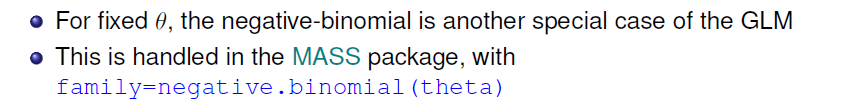 For fixed θ, the negative-binomial is another special case of the GLM
This is handled in the MASS package, with
family=negative.binomial(theta)